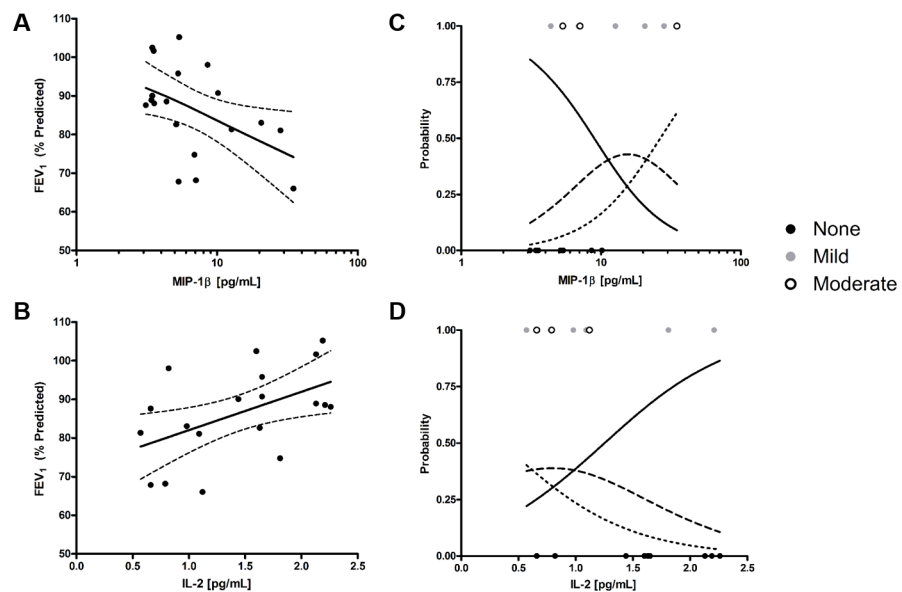 A
110
100
90
80
70
60
50
FEV1 (% Predicted)
1
10
100
MIP-1β [pg/mL]
C
1.00
0.75
0.50
0.25
0.00
Probability
1
10
100
MIP-1β [pg/mL]
None
Mild
Moderate
B
110
100
90
80
70
60
50
FEV1 (% Predicted)
0.0
0.5
1.0
1.5
2.0
2.5
IL-2 [pg/mL]
D
1.00
0.75
0.50
0.25
0.00
Probability
0.0
0.5
1.0
1.5
2.0
2.5
IL-2 [pg/mL]